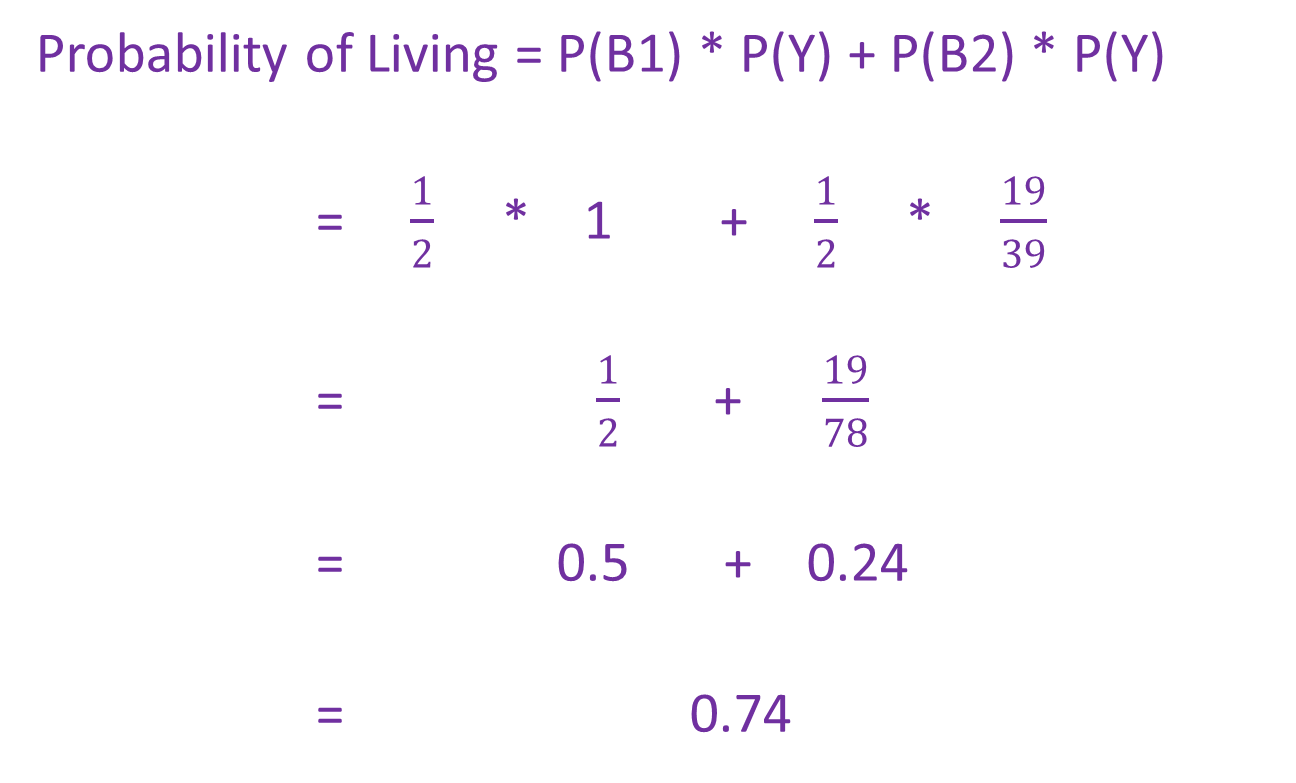 Probability of Living = P(B1) * P(Y) + P(B2) * P(Y)
= 1/2 * 1 + 1/2 * 19/39
= 1/2 + 19/78
= 0.5 + 0.24
= 0.74